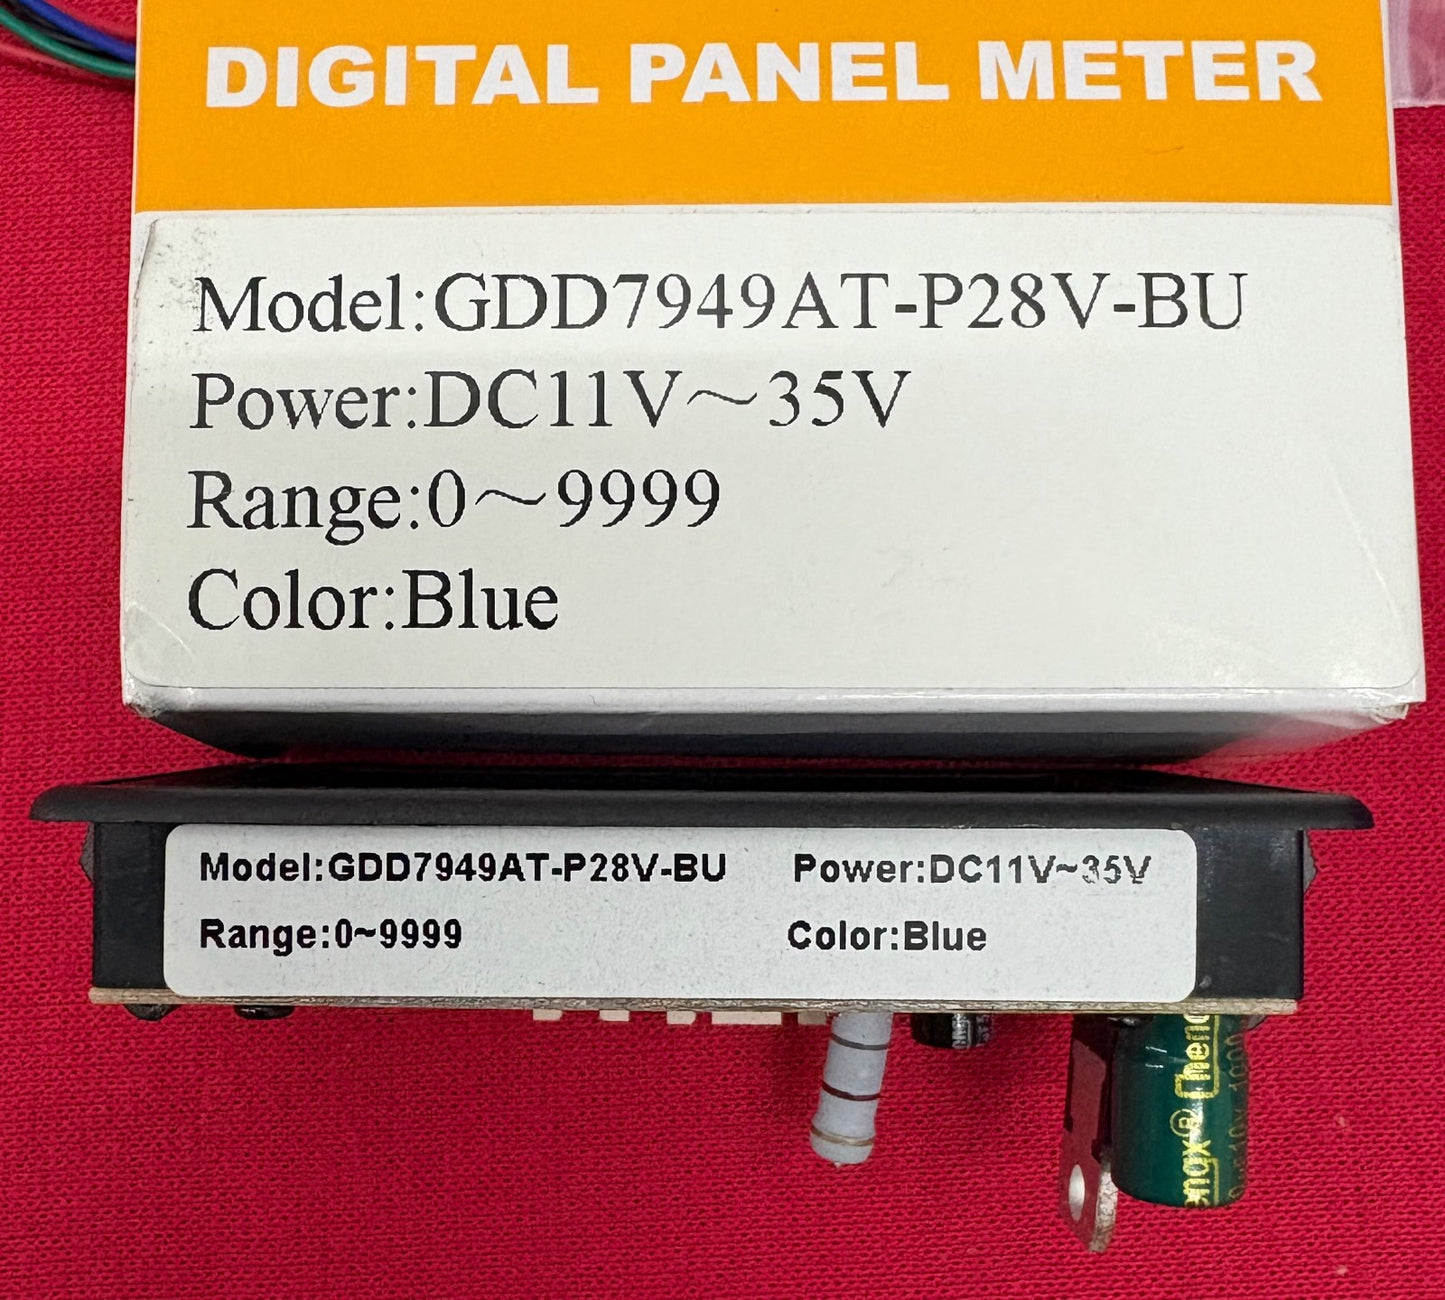 DIGITAL PANEL METER
Model:GDD7949AT-P28V-BU
Power:DC11V～35V
Range:0～9999
Color:Blue
Model:GDD7949AT-P28V-BU Power:DC11V~35V
Range:0~9999 Color:Blue